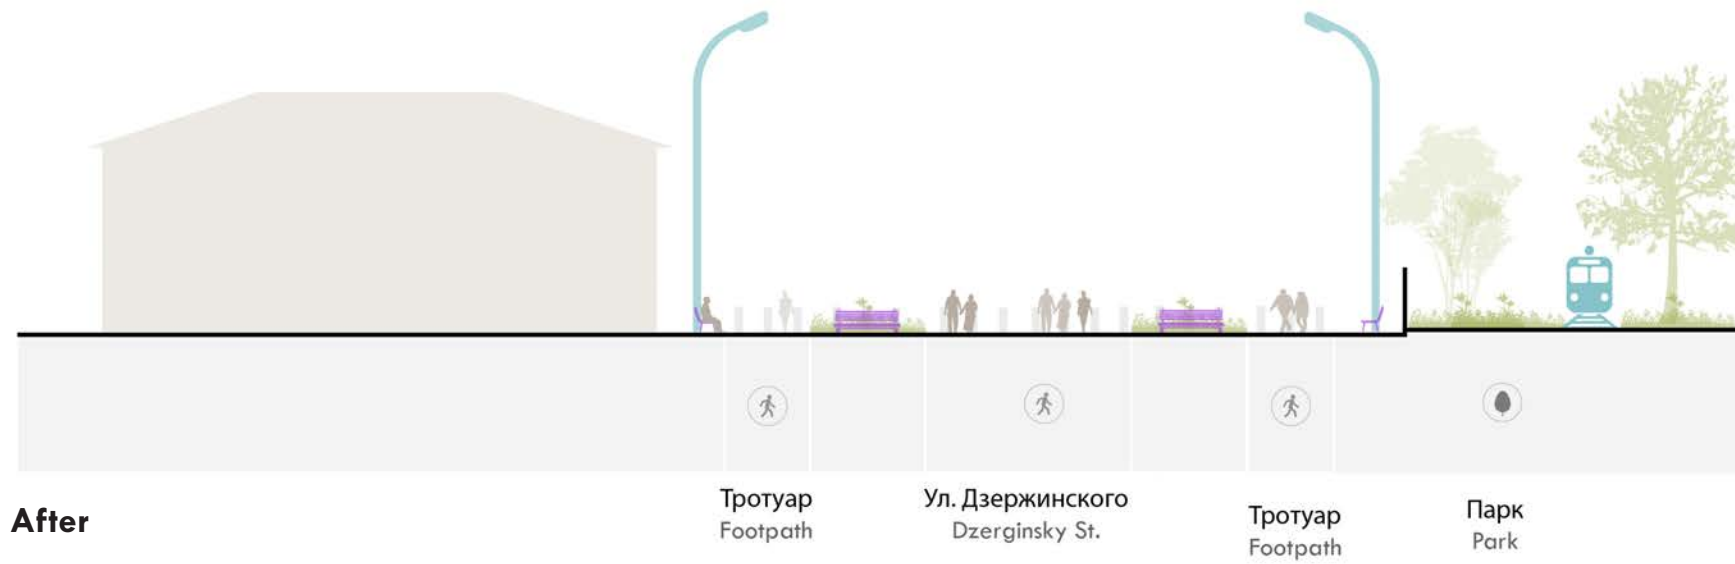 After
Тротуар
Footpath
Ул. Дзержинского
Dzerginsky St.
Тротуар
Footpath
Парк
Park